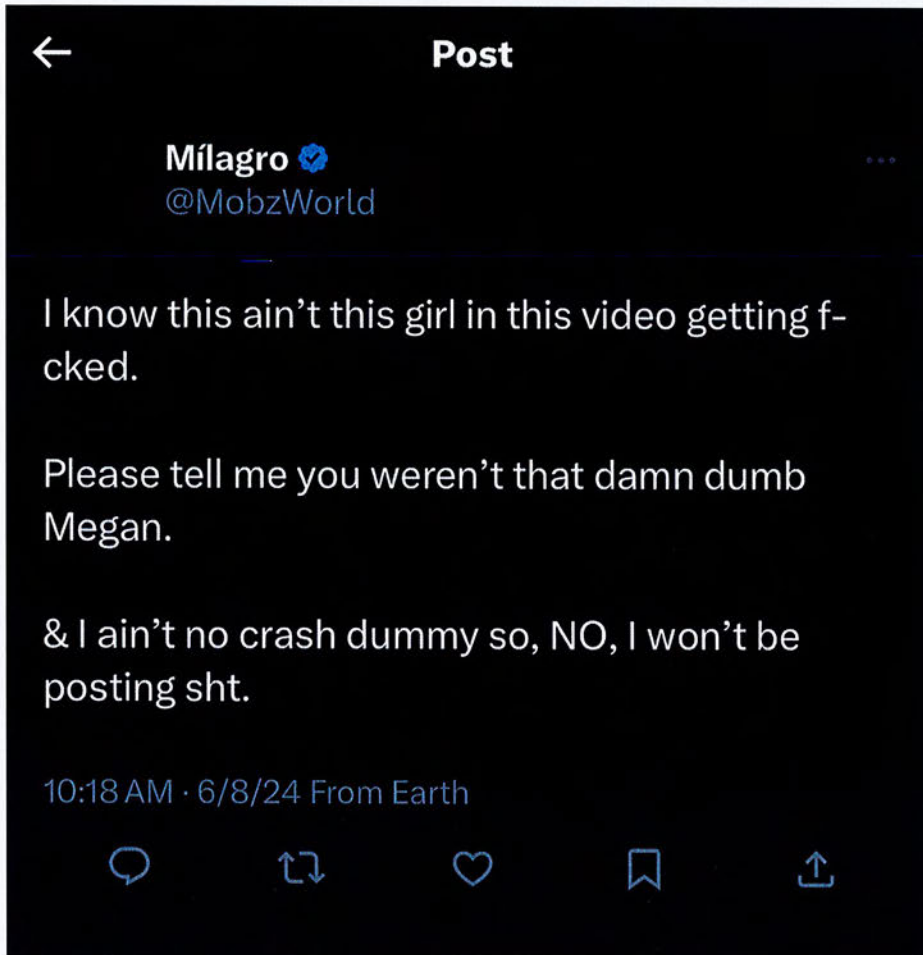 Post
Mílagro
@MobzWorld
I know this ain’t this girl in this video getting f-
cked.
Please tell me you weren’t that damn dumb
Megan.
& I ain’t no crash dummy so, NO, I won’t be
posting sht.
10:18 AM · 6/8/24 From Earth